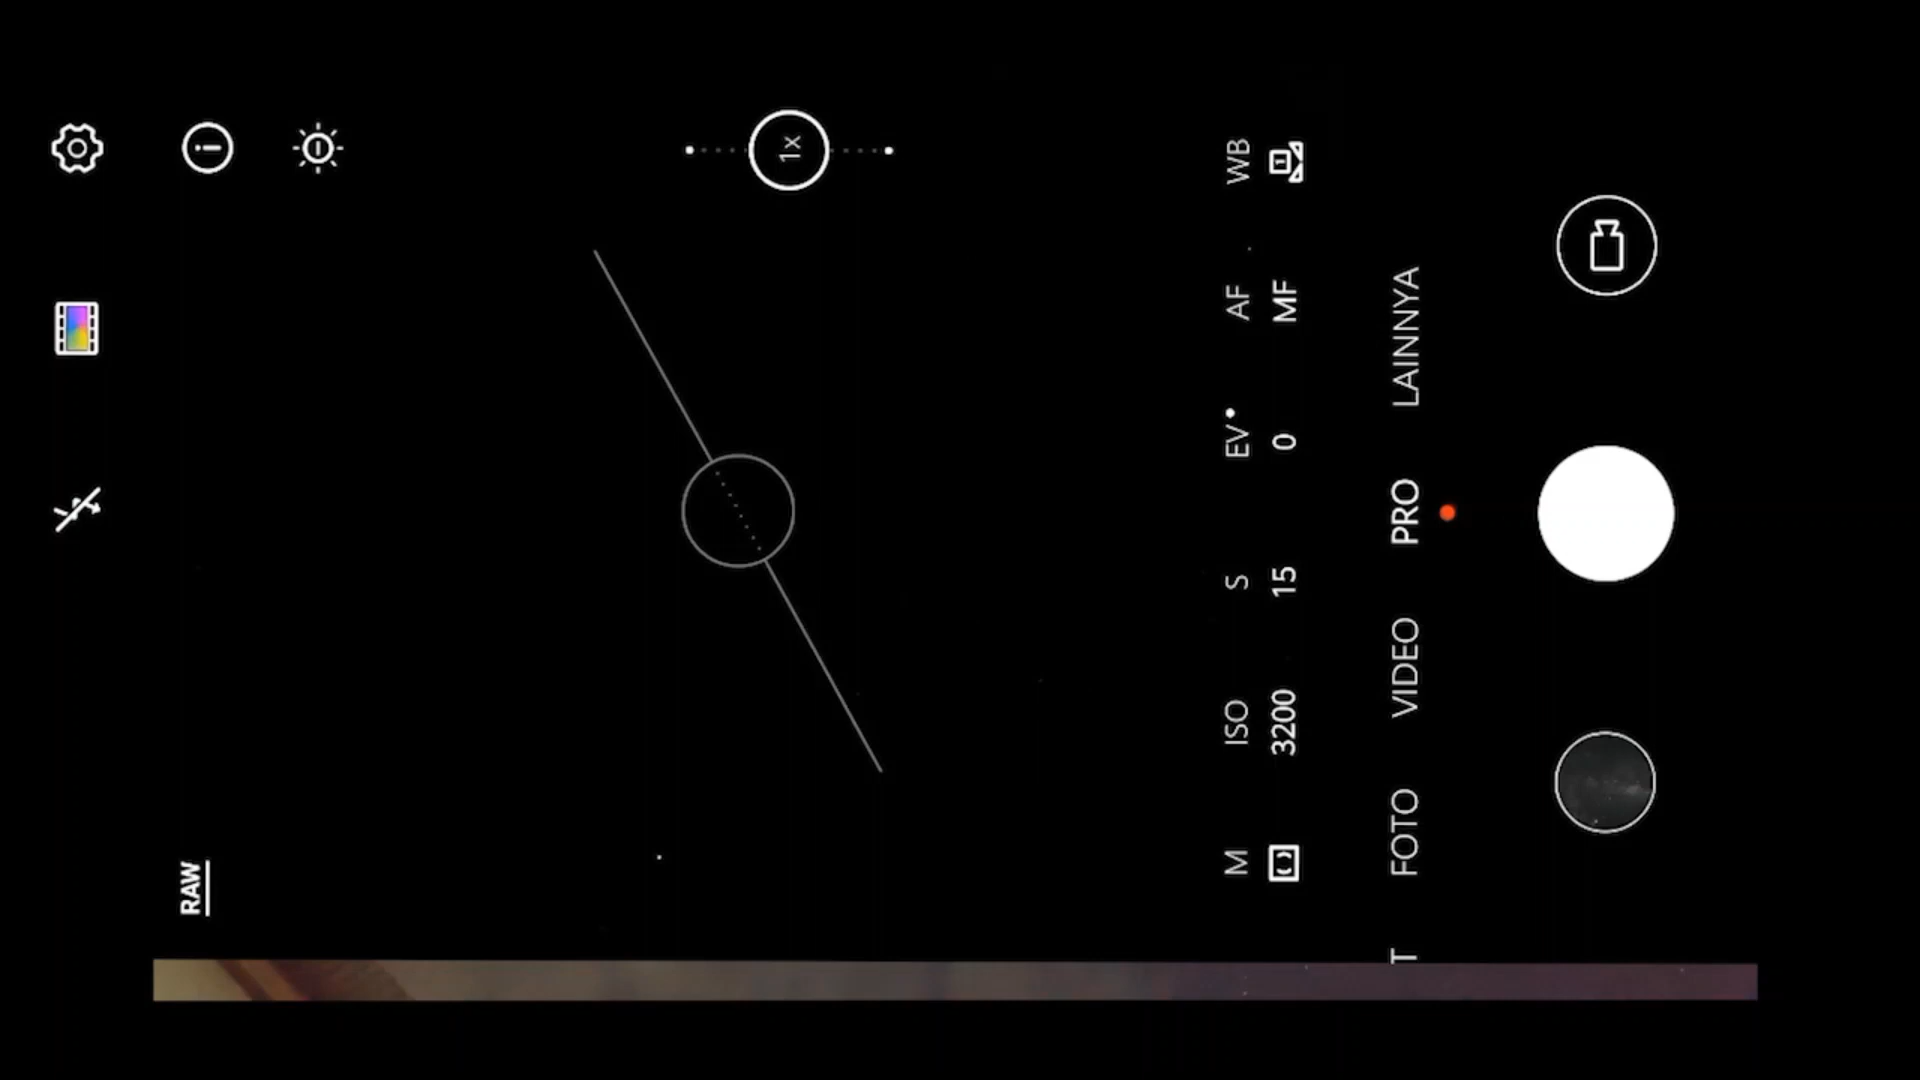 RAW
1x
M ISO S EV AF WB
3200 15 0 MF
T FOTO VIDEO PRO LAINNYA